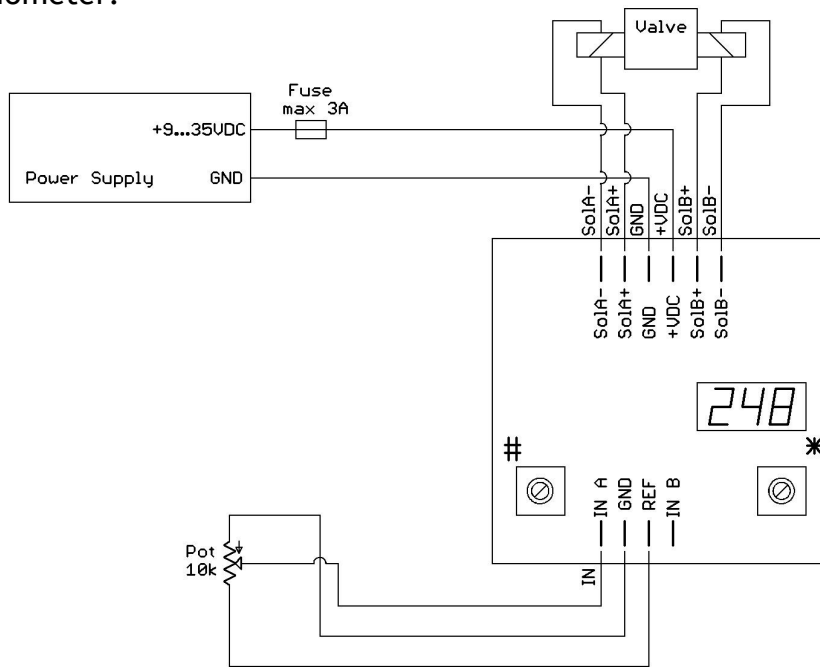 Valve
Fuse
max 3A
+9...35VDC
Power Supply GND
SolA-
SolA+
GND
+VDC
SolB+
SolB-
SolA-
SolA+
GND
+VDC
SolB+
SolB-
248
# *
IN A
GND
REF
IN B
IN
Pot
10k